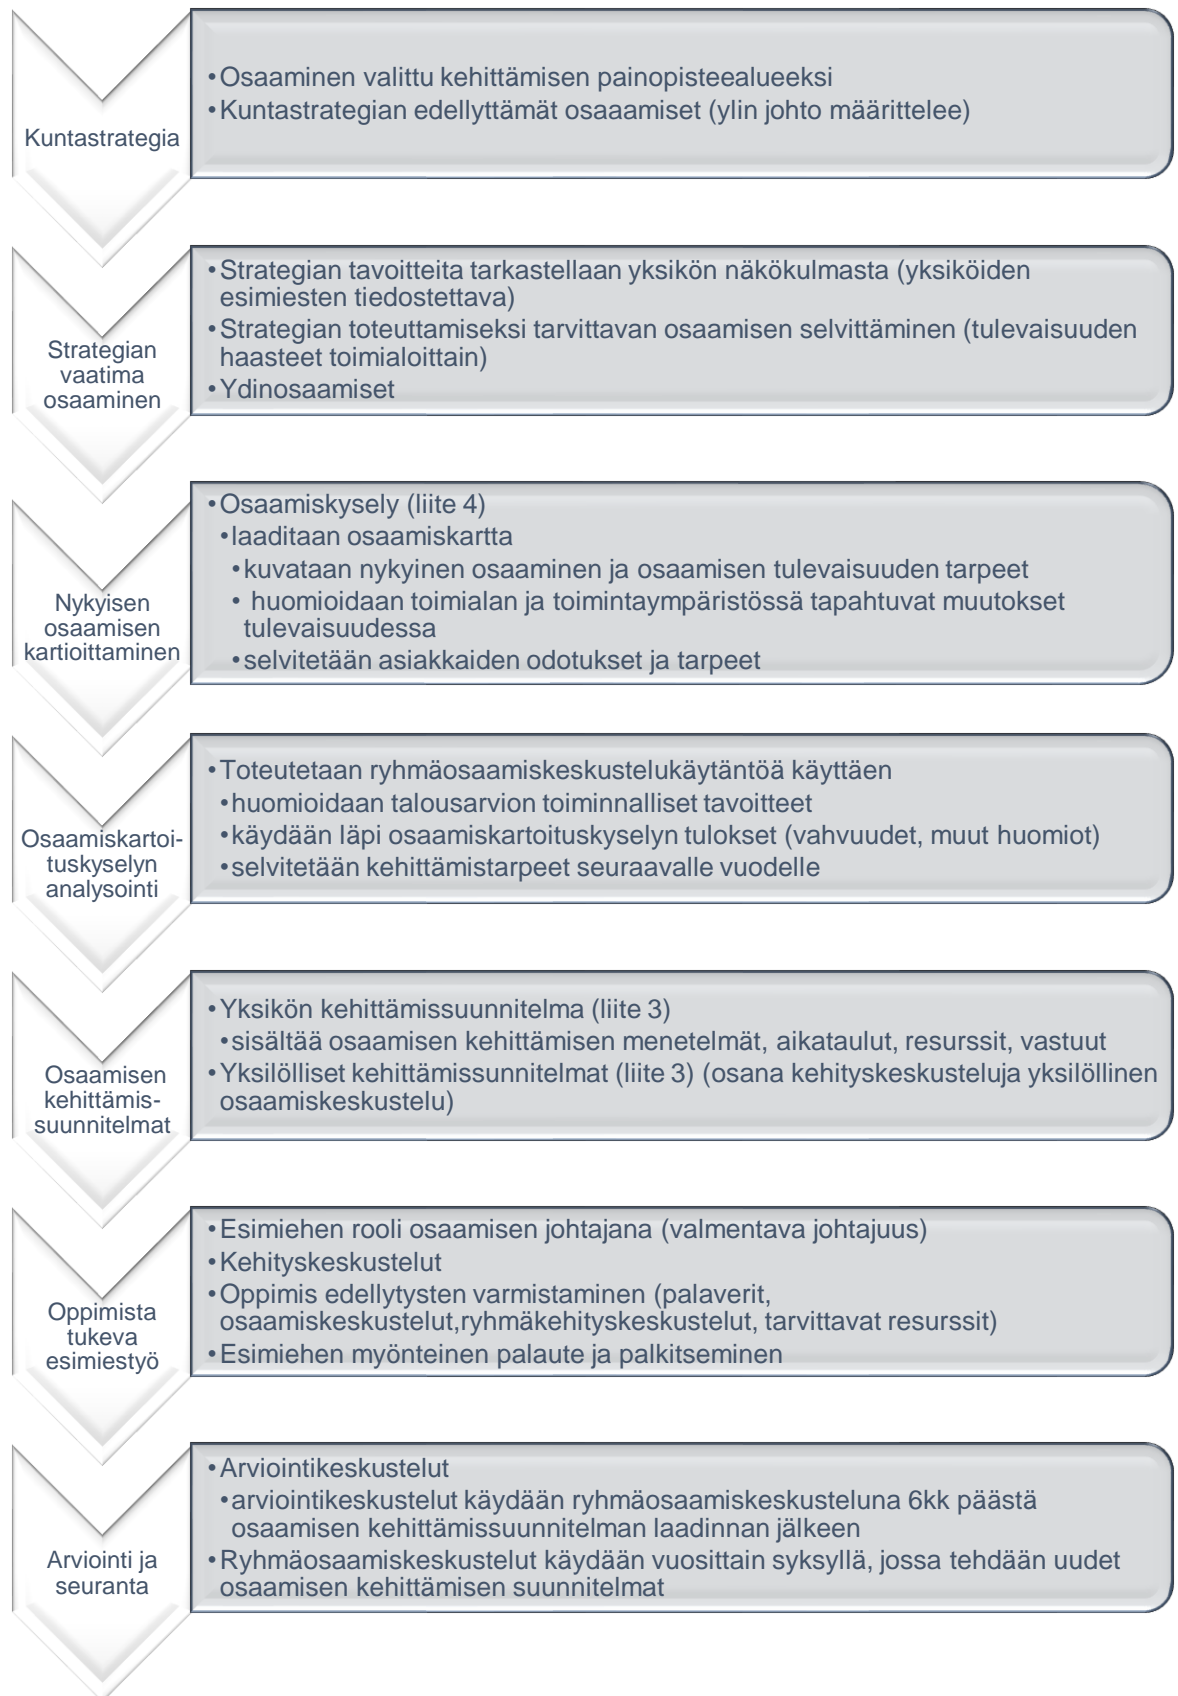 Kuntastrategia
•Osaaminen valittu kehittämisen painopisteealueeksi
•Kuntastrategian edellyttämät osaaamiset (ylin johto määrittelee)
Strategian
vaatima
osaaminen
•Strategian tavoitteita tarkastellaan yksikön näkökulmasta (yksiköiden
esimiesten tiedostettava)
•Strategian toteuttamiseksi tarvittavan osaamisen selvittäminen (tulevaisuuden
haasteet toimialoittain)
•Ydinosaamiset
Nykyisen
osaamisen
kartioittaminen
•Osaamiskysely (liite 4)
•laaditaan osaamiskartta
•kuvataan nykyinen osaaminen ja osaamisen tulevaisuuden tarpeet
• huomioidaan toimialan ja toimintaympäristössä tapahtuvat muutokset
tulevaisuudessa
•selvitetään asiakkaiden odotukset ja tarpeet
Osaamiskartoi-
tuskyselyn
analysointi
•Toteutetaan ryhmäosaamiskeskustelukäytäntöä käyttäen
•huomioidaan talousarvion toiminnalliset tavoitteet
•käydään läpi osaamiskartoituskyselyn tulokset (vahvuudet, muut huomiot)
•selvitetään kehittämistarpeet seuraavalle vuodelle
Osaamisen
kehittämis-
suunnitelmat
•Yksikön kehittämissuunnitelma (liite 3)
•sisältää osaamisen kehittämisen menetelmät, aikataulut, resurssit, vastuut
•Yksilölliset kehittämissunnitelmat (liite 3) (osana kehityskeskusteluja yksilöllinen
osaamiskeskustelu)
Oppimista
tukeva
esimiestyö
•Esimiehen rooli osaamisen johtajana (valmentava johtajuus)
•Kehityskeskustelut
•Oppimis edellytysten varmistaminen (palaverit,
osaamiskeskustelut,ryhmäkehityskeskustelut, tarvittavat resurssit)
•Esimiehen myönteinen palaute ja palkitseminen
Arviointi ja
seuranta
•Arviointikeskustelut
•arviointikeskustelut käydään ryhmäosaamiskeskusteluna 6kk päästä
osaamisen kehittämissuunnitelman laadinnan jälkeen
•Ryhmäosaamiskeskustelut käydään vuosittain syksyllä, jossa tehdään uudet
osaamisen kehittämisen suunnitelmat